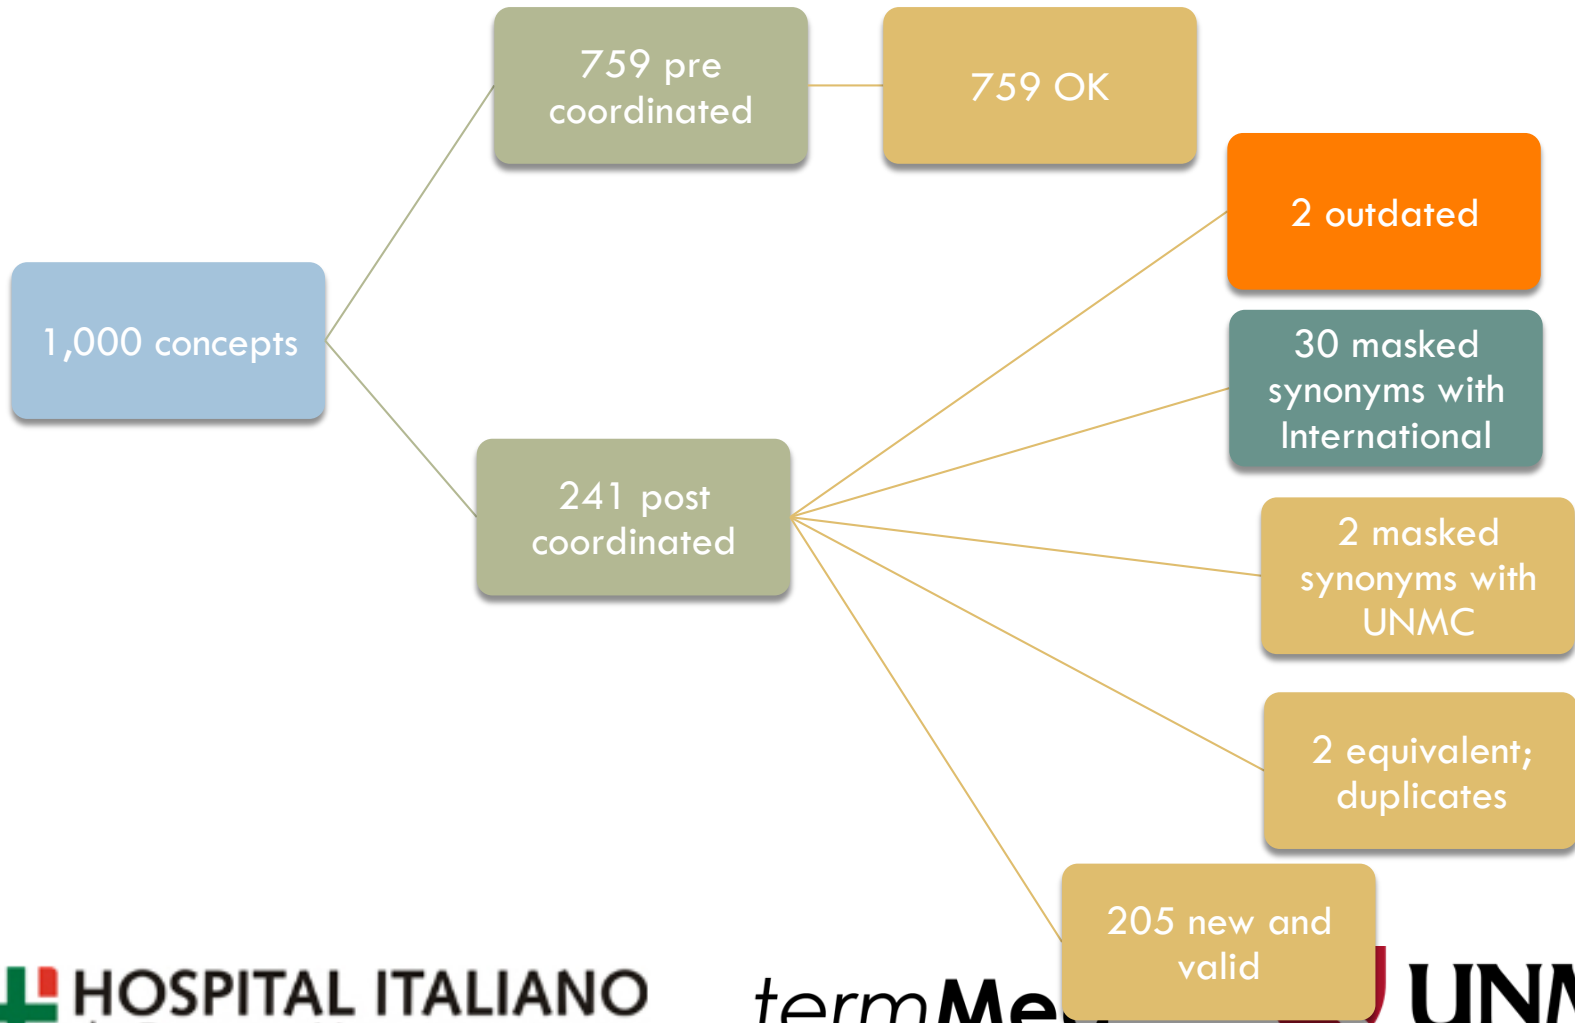 759 pre
coordinated
759 OK
2 outdated
1,000 concepts
30 masked
synonyms with
International
241 post
coordinated
2 masked
synonyms with
UNMC
2 equivalent;
duplicates
205 new and
valid
HOSPITAL ITALIANO